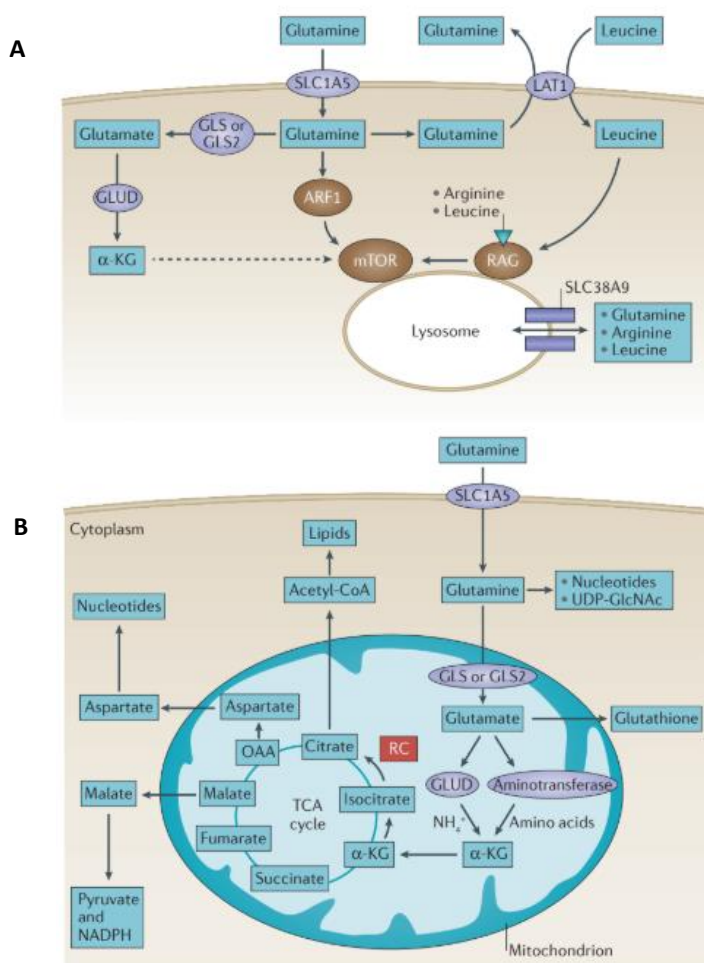 A
Glutamine
Glutamine
Leucine
SLC1A5
LAT1
Glutamate
GLS or
GLS2
Glutamine
Glutamine
Leucine
GLUD
ARF1
• Arginine
• Leucine
α-KG
mTOR
RAG
SLC38A9
Lysosome
• Glutamine
• Arginine
• Leucine
B
Glutamine
SLC1A5
Cytoplasm
Lipids
Acetyl-CoA
Glutamine
• Nucleotides
• UDP-GlcNAc
Nucleotides
GLS or GLS2
Aspartate
Aspartate
Glutamate
Glutathione
OAA
Citrate
RC
Malate
Malate
TCA
cycle
Isocitrate
GLUD
Aminotransferase
Fumarate
NH₄⁺
Amino acids
α-KG
α-KG
Succinate
Pyruvate
and
NADPH
Mitochondrion